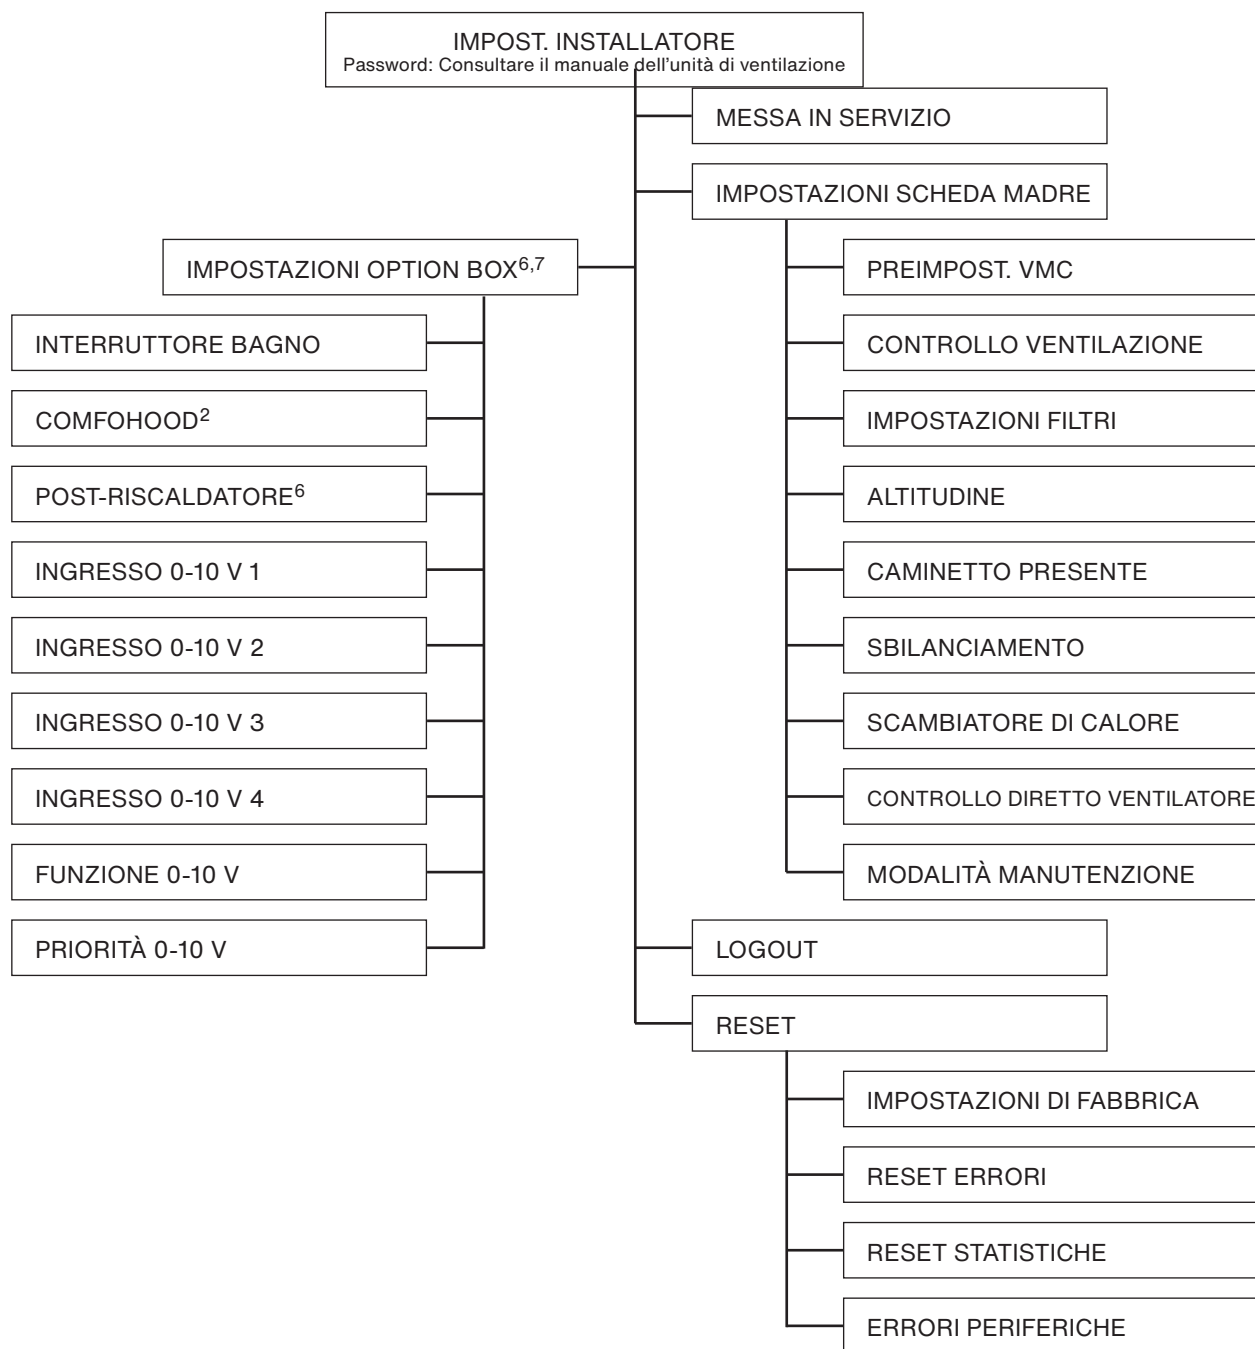 IMPOST. INSTALLATORE
Password: Consultare il manuale dell'unità di ventilazione
MESSA IN SERVIZIO
IMPOSTAZIONI SCHEDA MADRE
IMPOSTAZIONI OPTION BOX6,7
PREIMPOST. VMC
INTERRUTTORE BAGNO
CONTROLLO VENTILAZIONE
COMFOHOOD2
IMPOSTAZIONI FILTRI
POST-RISCALDATORE6
ALTITUDINE
INGRESSO 0-10 V 1
CAMINETTO PRESENTE
INGRESSO 0-10 V 2
SBILANCIAMENTO
INGRESSO 0-10 V 3
SCAMBIATORE DI CALORE
INGRESSO 0-10 V 4
CONTROLLO DIRETTO VENTILATORE
FUNZIONE 0-10 V
MODALITÀ MANUTENZIONE
PRIORITÀ 0-10 V
LOGOUT
RESET
IMPOSTAZIONI DI FABBRICA
RESET ERRORI
RESET STATISTICHE
ERRORI PERIFERICHE